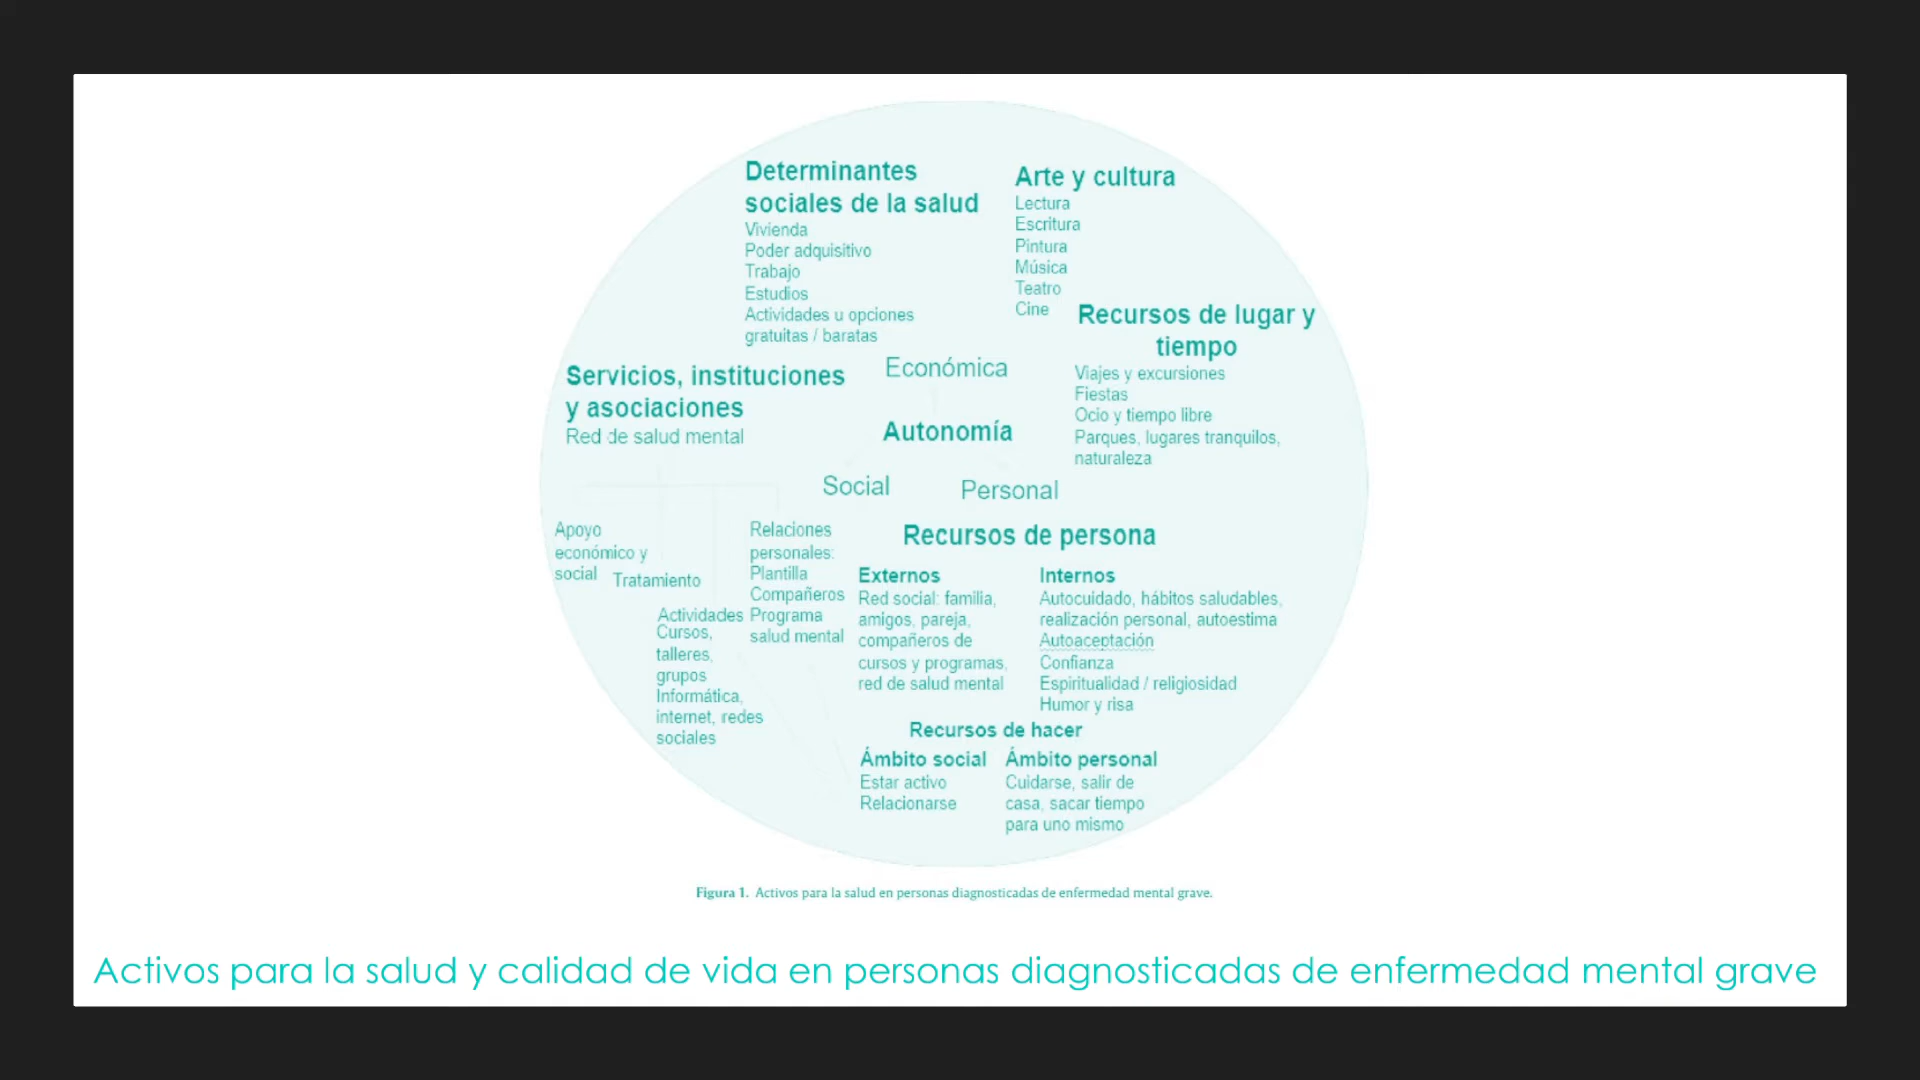 Determinantes
sociales de la salud
Vivienda
Poder adquisitivo
Trabajo
Estudios
Actividades u opciones
gratuitas / baratas
Arte y cultura
Lectura
Escritura
Pintura
Música
Teatro
Cine
Recursos de lugar y
tiempo
Viajes y excursiones
Fiestas
Ocio y tiempo libre
Parques, lugares tranquilos,
naturaleza
Servicios, instituciones
y asociaciones
Red de salud mental
Económica
Autonomía
Social
Personal
Apoyo
económico y
social
Tratamiento
Actividades
Cursos,
talleres,
grupos
Informática,
internet, redes
sociales
Relaciones
personales:
Plantilla
Compañeros
Programa
salud mental
Recursos de persona
Externos
Red social: familia,
amigos, pareja,
compañeros de
cursos y programas,
red de salud mental
Internos
Autocuidado, hábitos saludables,
realización personal, autoestima
Autoaceptación
Confianza
Espiritualidad / religiosidad
Humor y risa
Recursos de hacer
Ámbito social
Estar activo
Relacionarse
Ámbito personal
Cuidarse, salir de
casa, sacar tiempo
para uno mismo
Figura 1. Activos para la salud en personas diagnosticadas de enfermedad mental grave.
Activos para la salud y calidad de vida en personas diagnosticadas de enfermedad mental grave